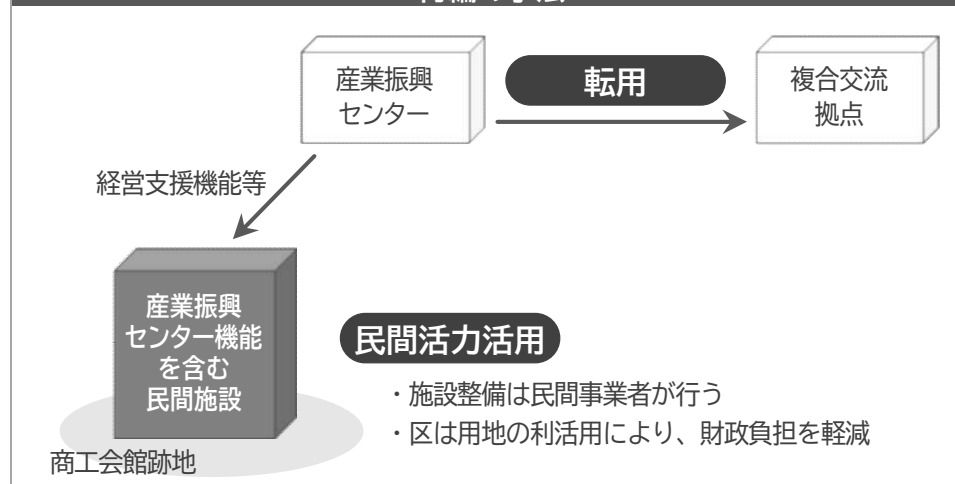 産業振興
センター
転用
複合交流
拠点
経営支援機能等
産業振興
センター機能
を含む
民間施設
民間活力活用
・施設整備は民間事業者が行う
・区は用地の利活用により、財政負担を軽減
商工会館跡地